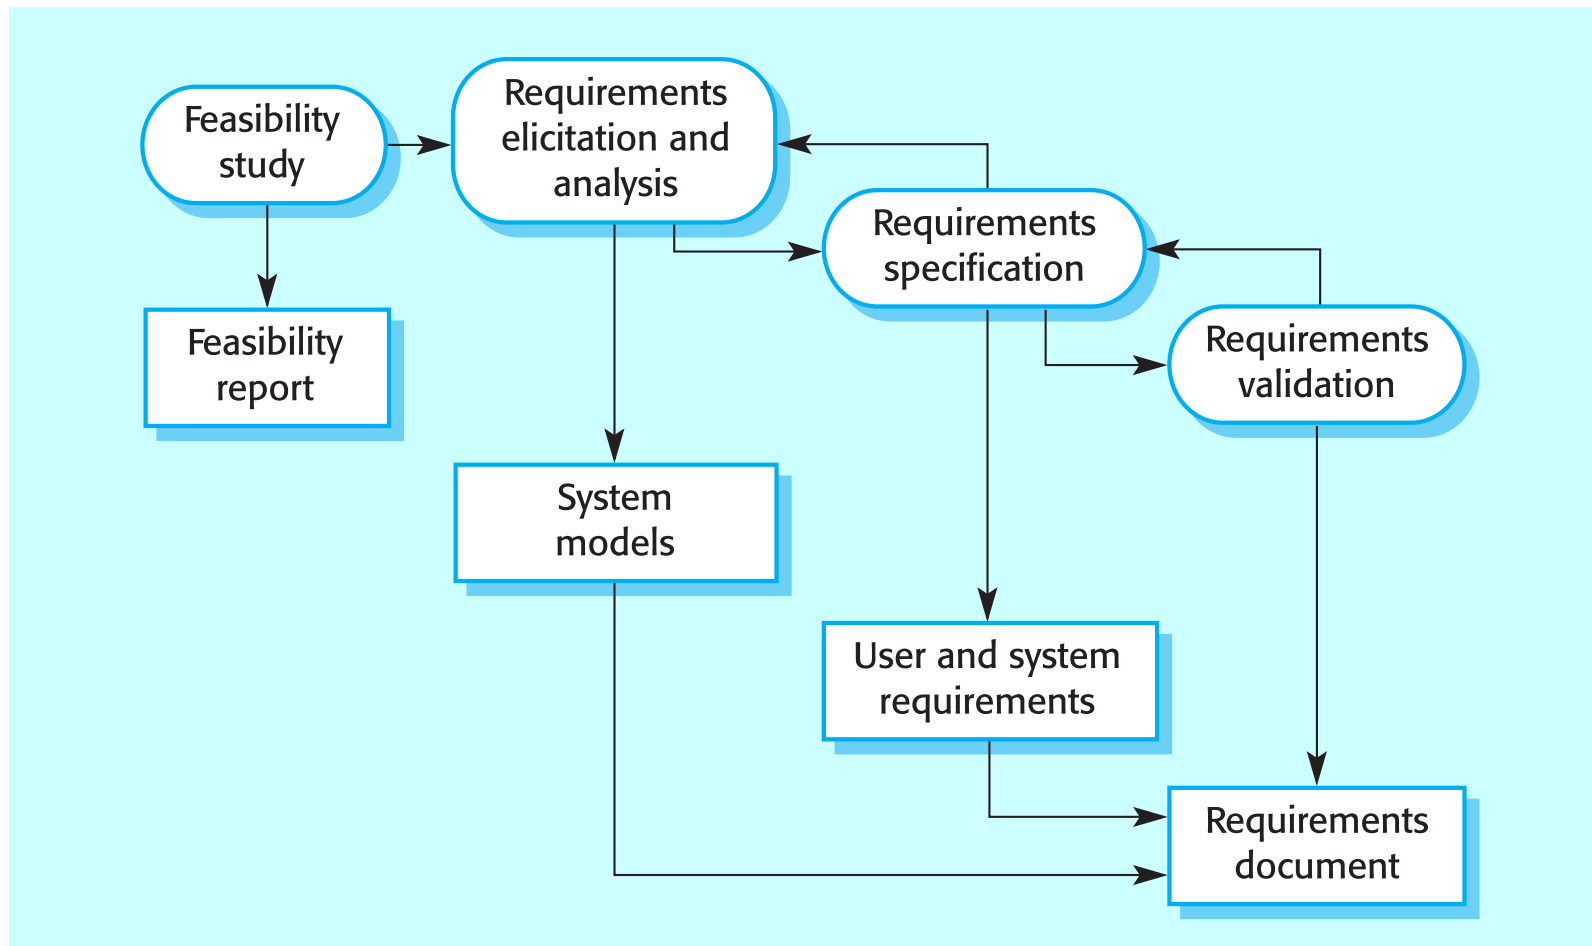 Feasibility
study
Requirements
elicitation and
analysis
Requirements
specification
Requirements
validation
Feasibility
report
System
models
User and system
requirements
Requirements
document